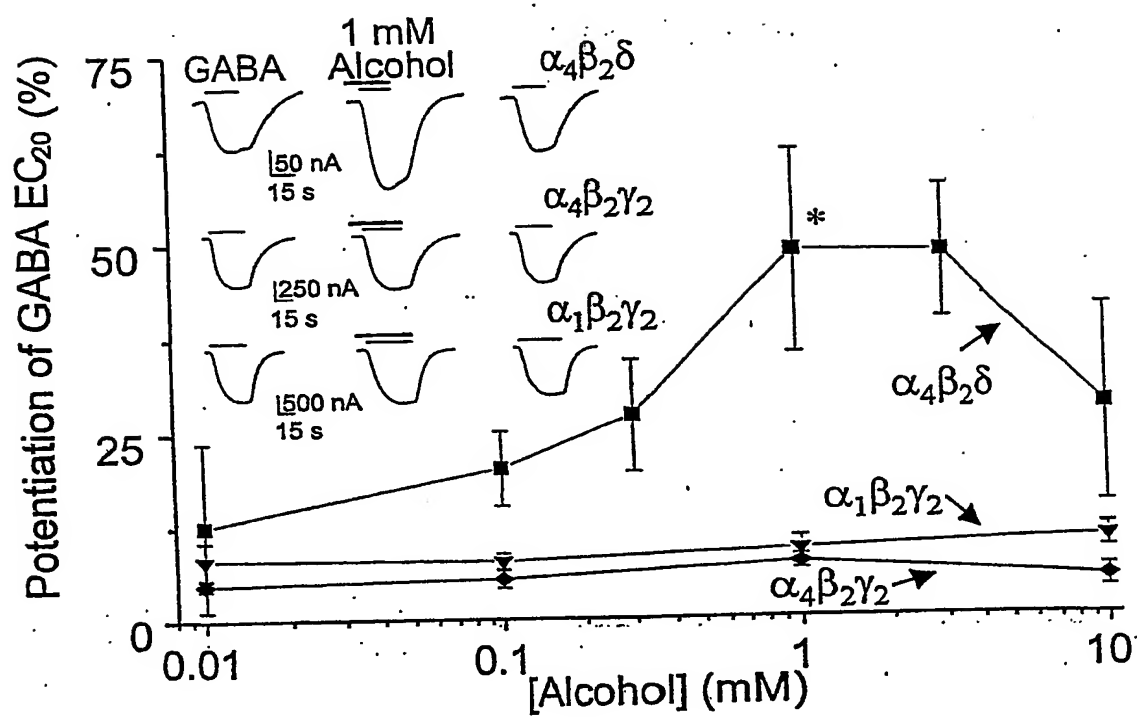 Potentiation of GABA EC₂₀ (%)
75
50
25
0
GABA
1 mM
Alcohol
α₄β₂δ
50 nA
15 s
α₄β₂γ₂
250 nA
15 s
α₁β₂γ₂
500 nA
15 s
*
α₄β₂δ
α₁β₂γ₂
α₄β₂γ₂
0.01
0.1
1
10
[Alcohol] (mM)